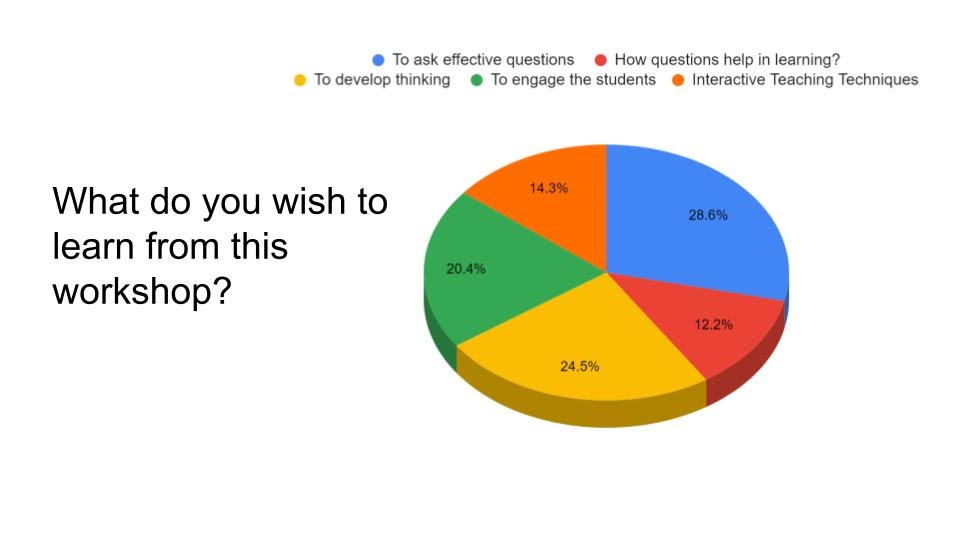 To ask effective questions How questions help in learning?
To develop thinking To engage the students Interactive Teaching Techniques
What do you wish to
learn from this
workshop?
14.3%
28.6%
20.4%
12.2%
24.5%